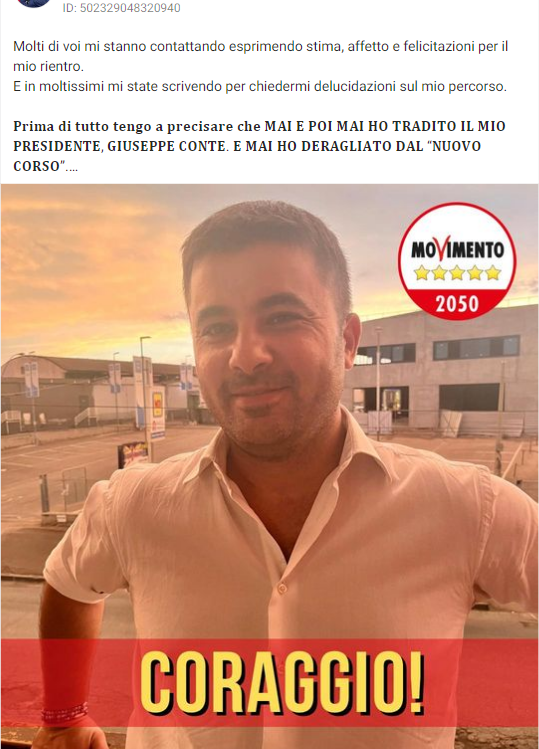 ID: 502329048320940
Molti di voi mi stanno contattando esprimendo stima, affetto e felicitazioni per il
mio rientro.
E in moltissimi mi state scrivendo per chiedermi delucidazioni sul mio percorso.
Prima di tutto tengo a precisare che MAI E POI MAI HO TRADITO IL MIO
PRESIDENTE, GIUSEPPE CONTE. E MAI HO DERAGLIATO DAL "NUOVO
CORSO"....
MOVIMENTO
2050
CORAGGIO!